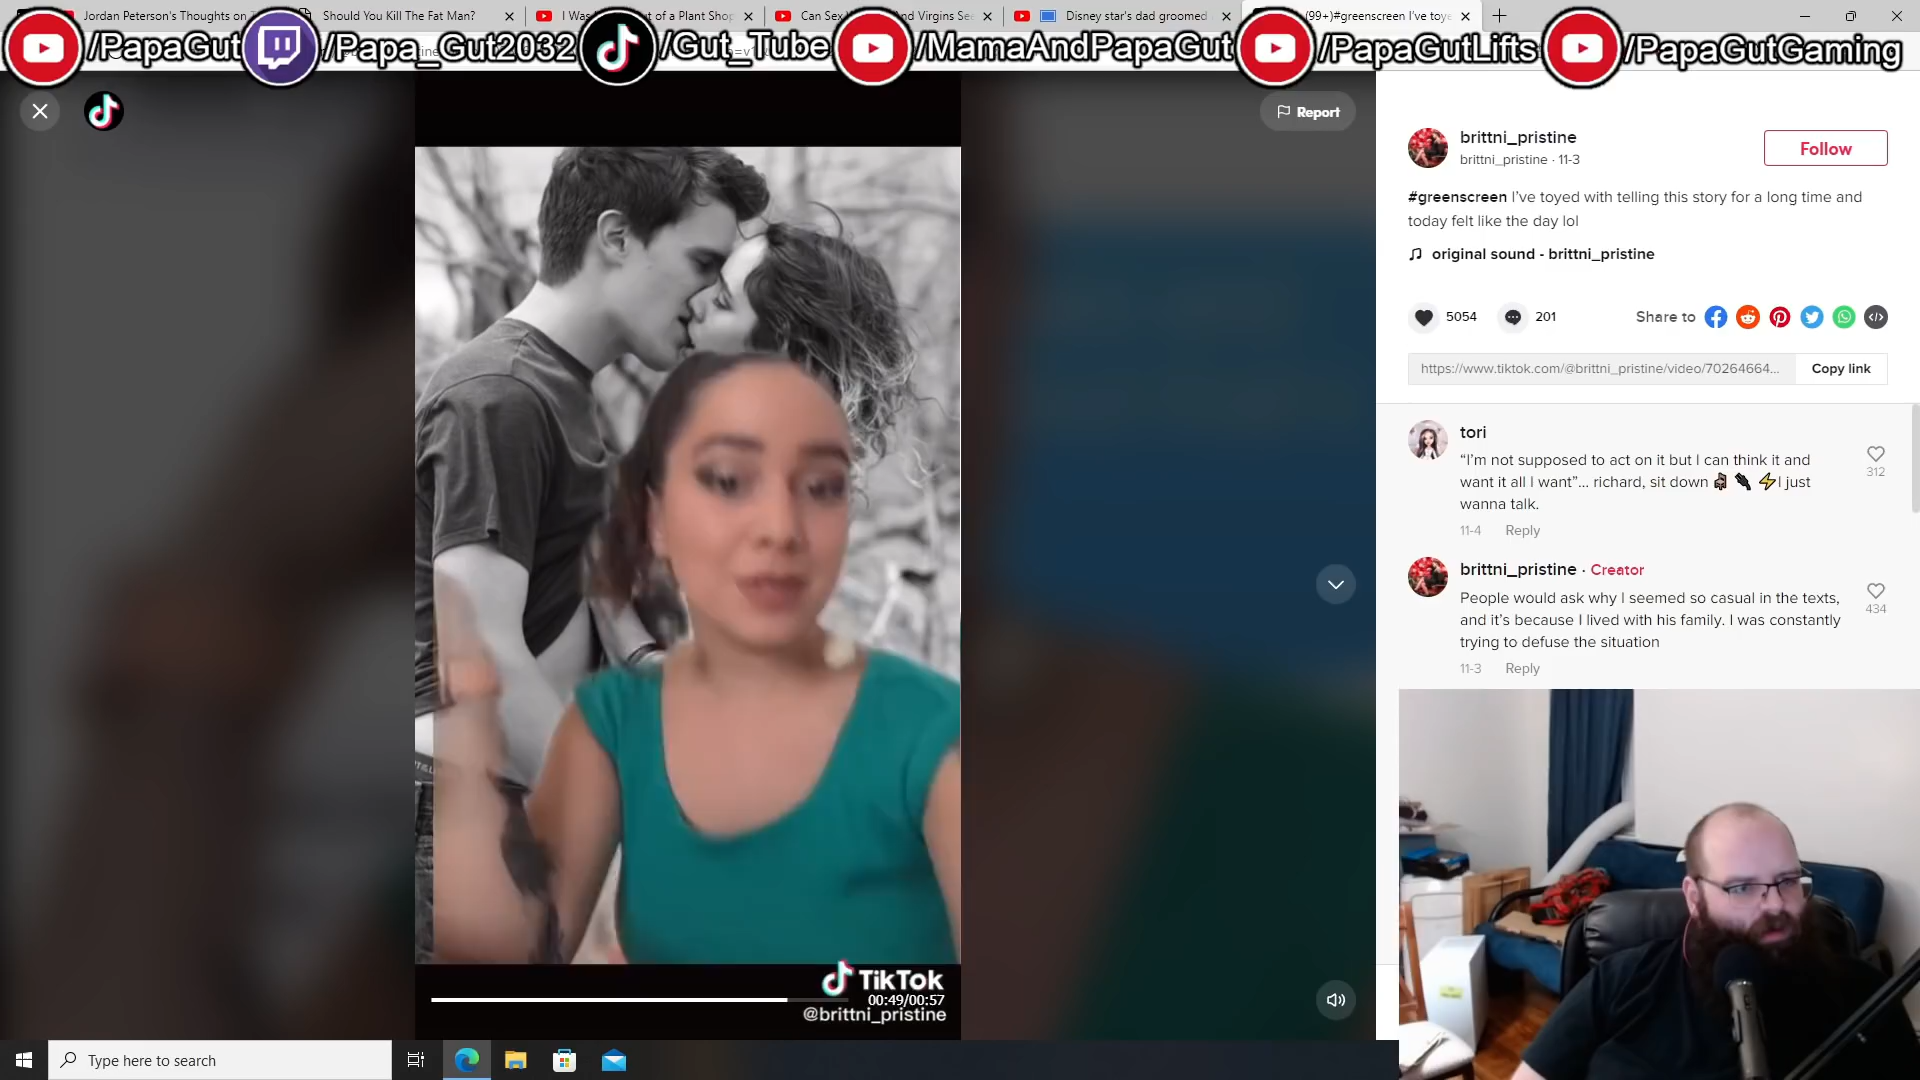 Jordan Peterson's Thoughts on
Should You Kill The Fat Man?
of a Plant Shop
Can Sex
And Virgins
Disney star's dad groomed
(99+)#greenscreen I've toye
/PapaGut
/Papa_Gut2032
/Gut_Tube
/MamaAndPapaGut
/PapaGutLifts
/PapaGutGaming
Report
brittni_pristine
brittni_pristine · 11-3
Follow
#greenscreen I've toyed with telling this story for a long time and
today felt like the day lol
original sound - brittni_pristine
5054
201
Share to
https://www.tiktok.com/@brittni_pristine/video/70264664...
Copy link
tori
“I'm not supposed to act on it but I can think it and
want it all I want”... richard, sit down I just
wanna talk.
312
11-4 Reply
brittni_pristine · Creator
People would ask why I seemed so casual in the texts,
and it's because I lived with his family. I was constantly
trying to defuse the situation
434
11-3 Reply
TikTok
00:49/00:57
@brittni_pristine
Type here to search